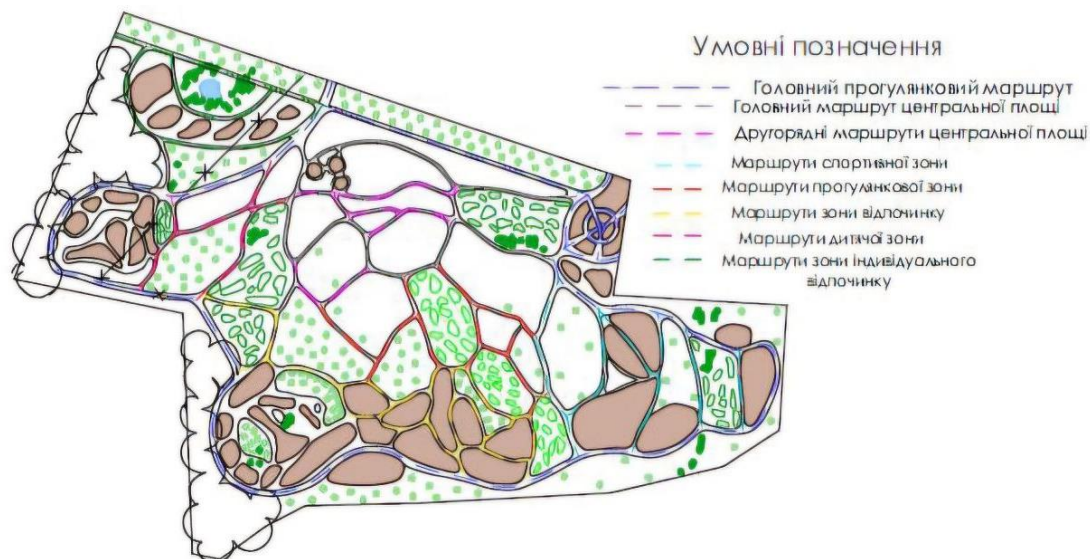 Умовні позначення
Головний прогулянковий маршрут
Головний маршрут центральної площі
Другорядні маршрути центральної площі
Маршрути спортивної зони
Маршрути прогулянкової зони
Маршрути зони відпочинку
Маршрути дитячої зони
Маршрути зони індивідуального
відпочинку